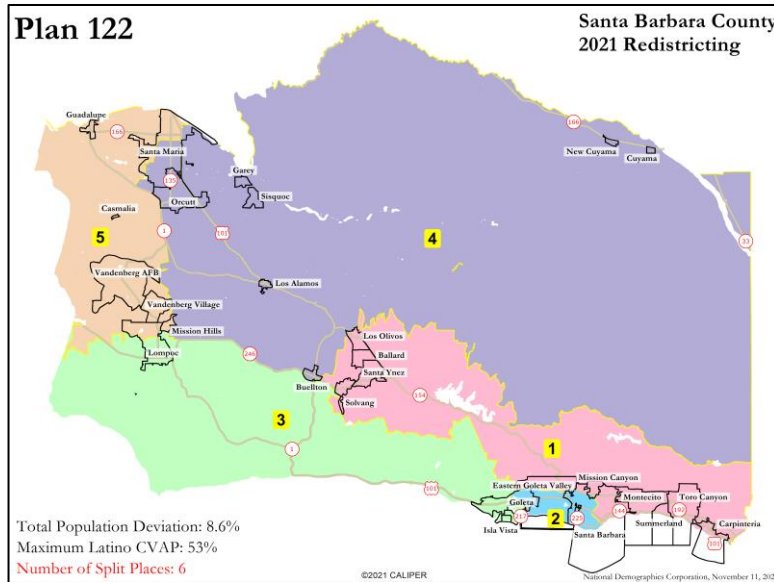 Plan 122
Santa Barbara County
2021 Redistricting
Guadalupe
166
Santa Maria
166
New Cuyama
Cuyama
Garey
135
Sisquoc
Orcutt
Casmalia
1
101
33
5
4
Vandenberg AFB
Los Alamos
Vandenberg Village
Mission Hills
Los Olivos
Lompoc
246
Ballard
Santa Ynez
Buellton
154
Solvang
3
1
1
Mission Canyon
Eastern Goleta Valley
101
Goleta
Montecito
Toro Canyon
192
144
217
2
225
Carpinteria
Isla Vista
Summerland
Santa Barbara
101
Total Population Deviation: 8.6%
Maximum Latino CVAP: 53%
Number of Split Places: 6
©2021 CALIPER
National Demographics Corporation, November 11, 202